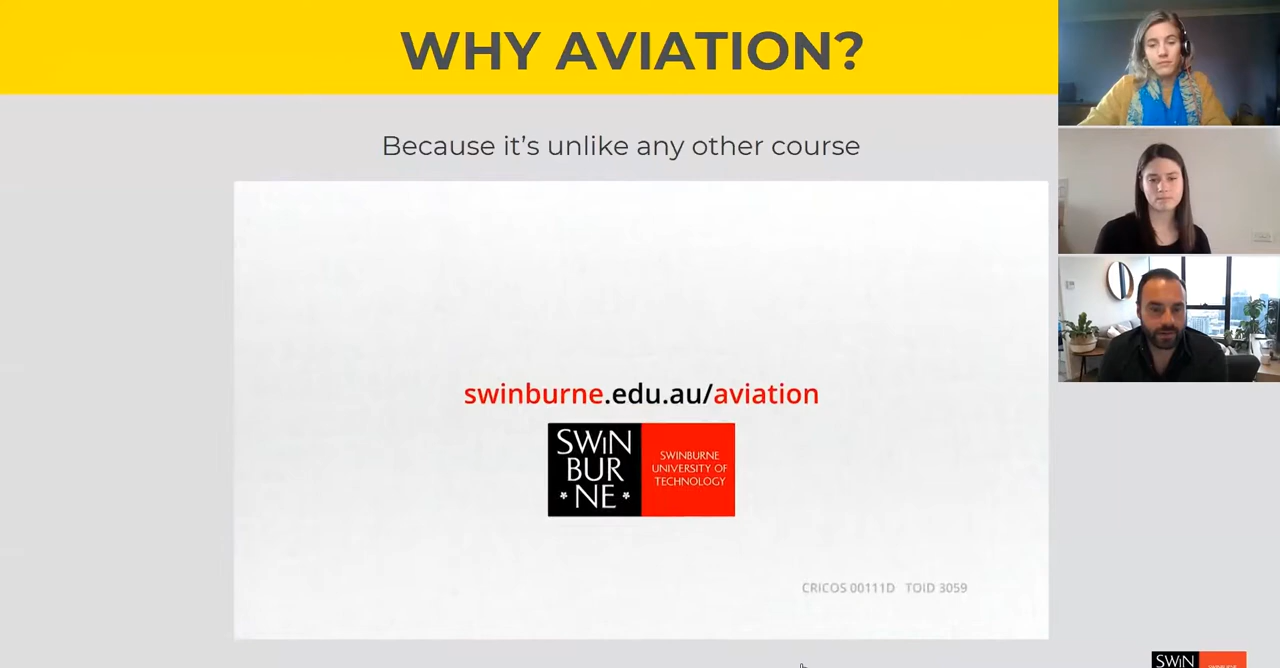 WHY AVIATION?
Because it's unlike any other course
swinburne.edu.au/aviation
SWiN
BUR
NE
SWINBURNE
UNIVERSITY OF
TECHNOLOGY
CRICOS 00111D TOID 3059
SWiN